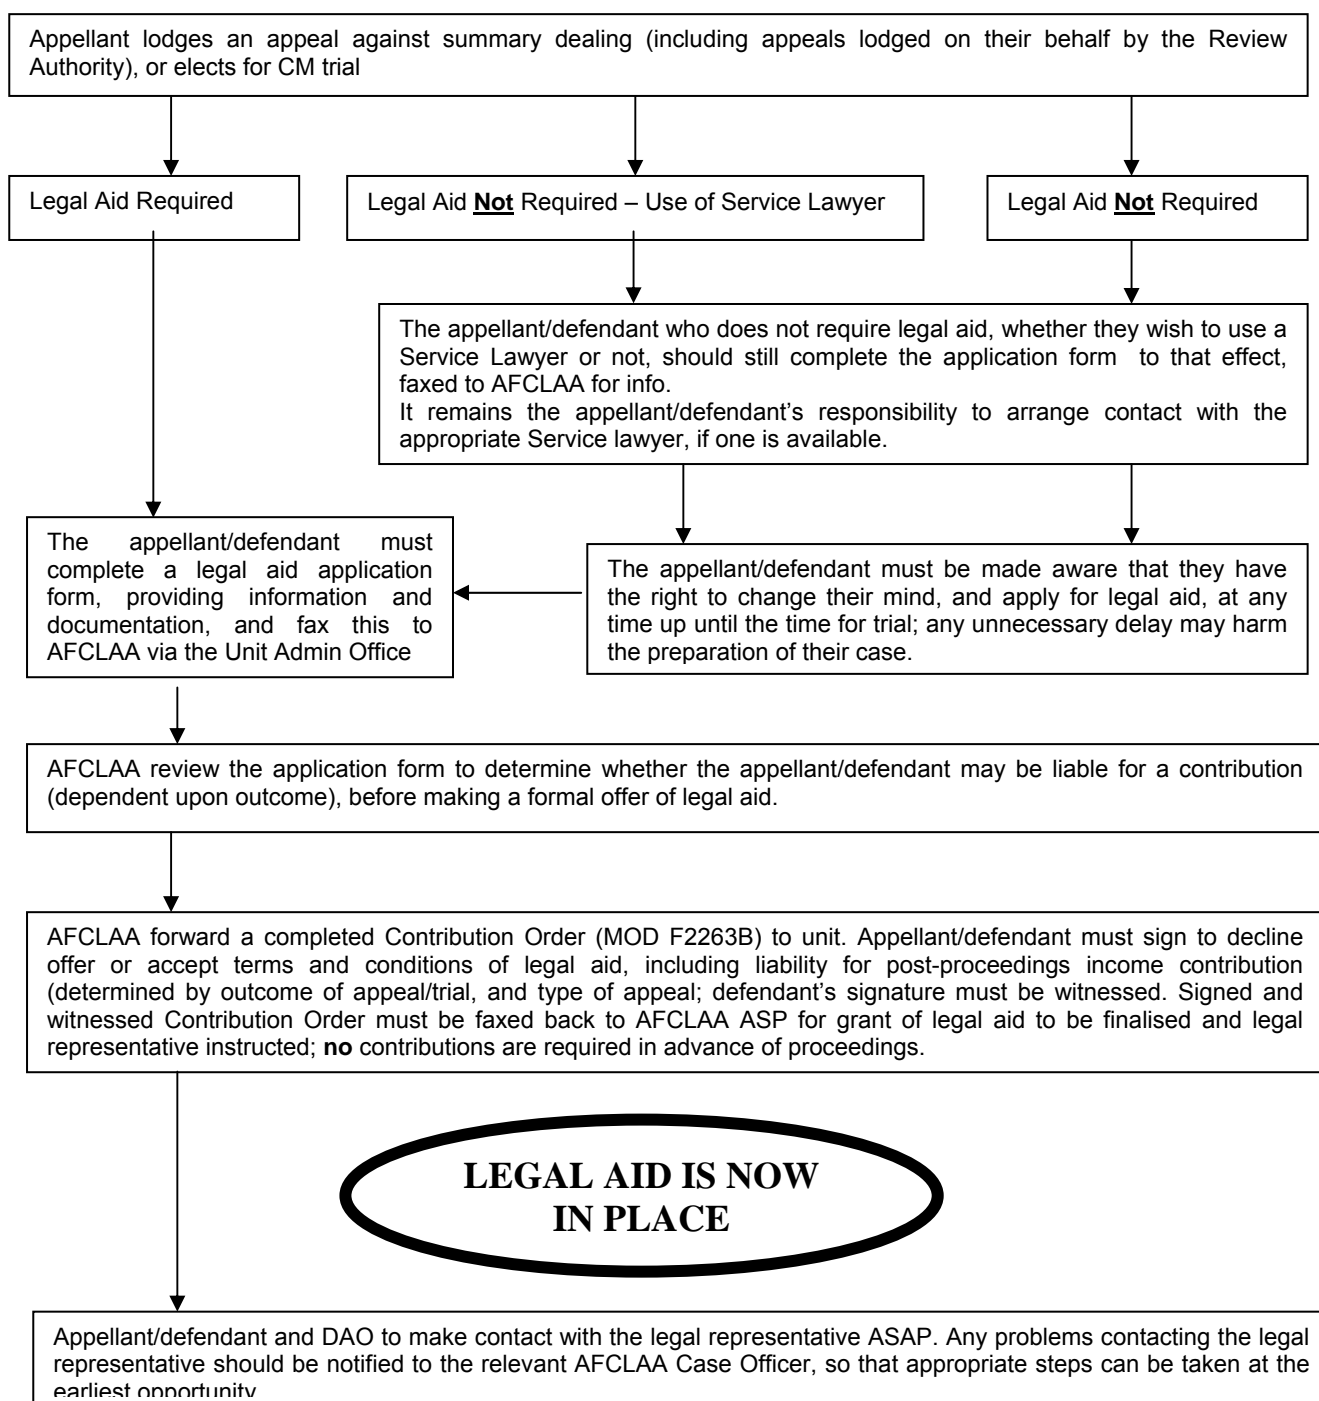 Appellant lodges an appeal against summary dealing (including appeals lodged on their behalf by the Review
Authority), or elects for CM trial
Legal Aid Required
Legal Aid Not Required – Use of Service Lawyer
Legal Aid Not Required
The appellant/defendant who does not require legal aid, whether they wish to use a
Service Lawyer or not, should still complete the application form to that effect,
faxed to AFCLAA for info.
It remains the appellant/defendant's responsibility to arrange contact with the
appropriate Service lawyer, if one is available.
The appellant/defendant must
complete a legal aid application
form, providing information and
documentation, and fax this to
AFCLAA via the Unit Admin Office
The appellant/defendant must be made aware that they have
the right to change their mind, and apply for legal aid, at any
time up until the time for trial; any unnecessary delay may harm
the preparation of their case.
AFCLAA review the application form to determine whether the appellant/defendant may be liable for a contribution
(dependent upon outcome), before making a formal offer of legal aid.
AFCLAA forward a completed Contribution Order (MOD F2263B) to unit. Appellant/defendant must sign to decline
offer or accept terms and conditions of legal aid, including liability for post-proceedings income contribution
(determined by outcome of appeal/trial, and type of appeal; defendant's signature must be witnessed. Signed and
witnessed Contribution Order must be faxed back to AFCLAA ASP for grant of legal aid to be finalised and legal
representative instructed; no contributions are required in advance of proceedings.
LEGAL AID IS NOW
IN PLACE
Appellant/defendant and DAO to make contact with the legal representative ASAP. Any problems contacting the legal
representative should be notified to the relevant AFCLAA Case Officer, so that appropriate steps can be taken at the
earliest opportunity